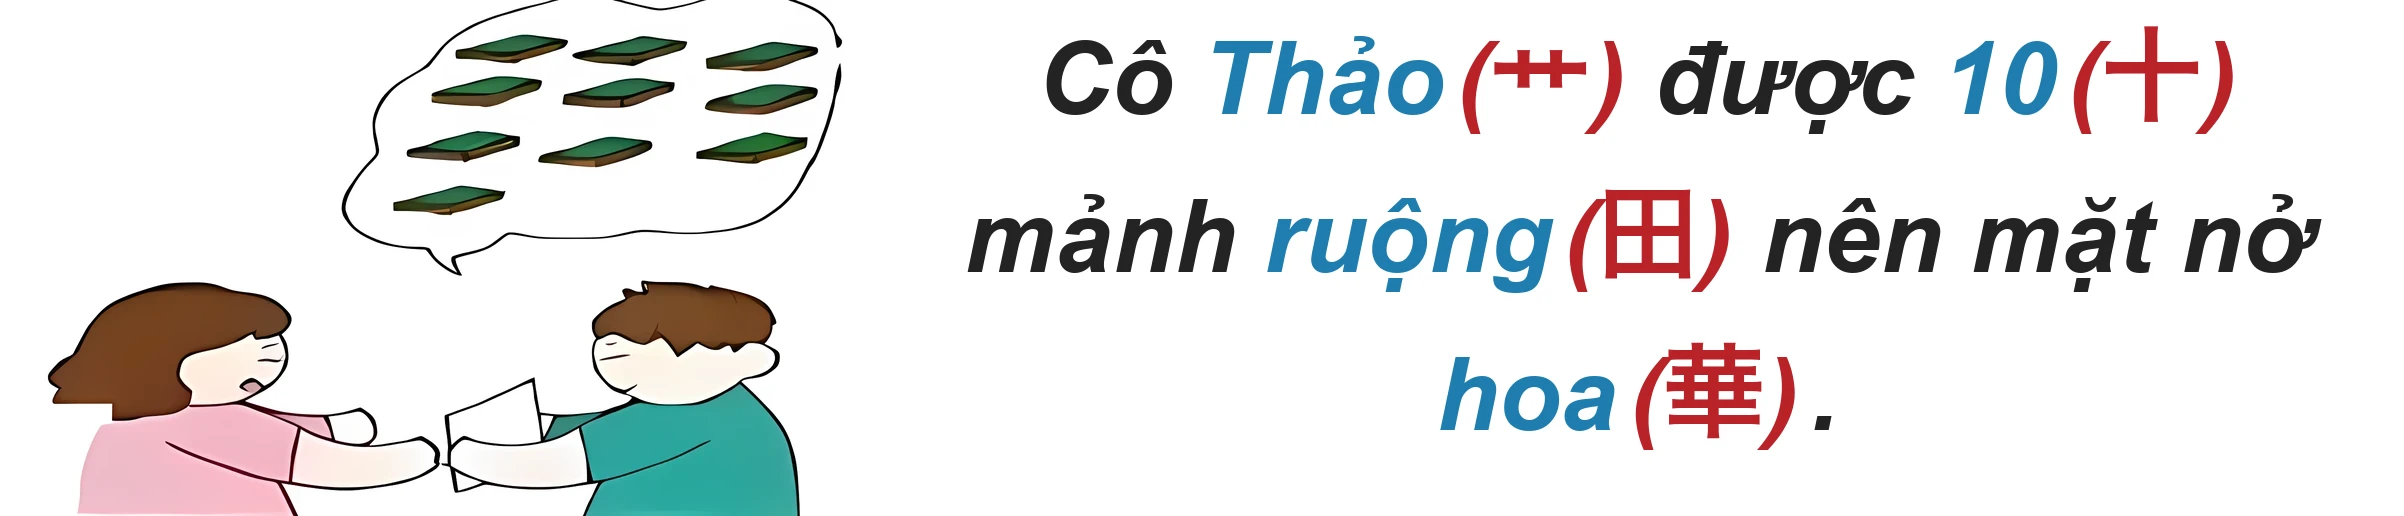 Cô Thảo(艹) được 10(十)
mảnh ruộng(田) nên mặt nở
hoa(華).